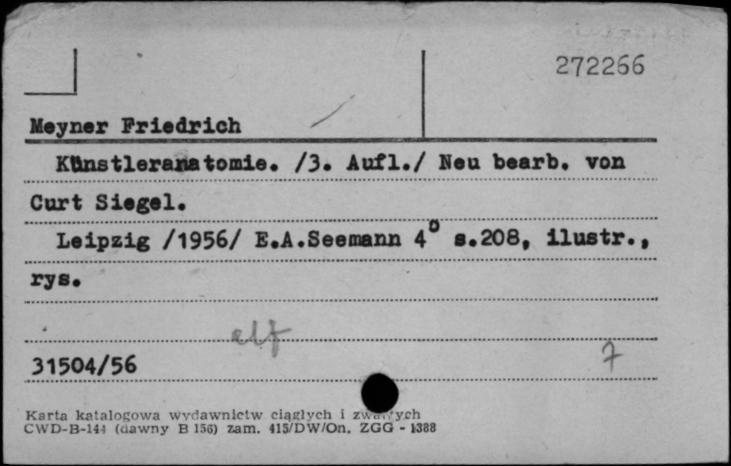 272266
Meyner Friedrich
Künstleranatomie. /3. Aufl./ Neu bearb. von
Curt Siegel.
Leipzig /1956/ E.A.Seemann 4° s.208, ilustr.,
rys.
31504/56
7
Karta katalogowa wydawnictw ciągłych i
CWD-B-144 (dawny B 156) zam. 415/DW/On. ZGG - 1388